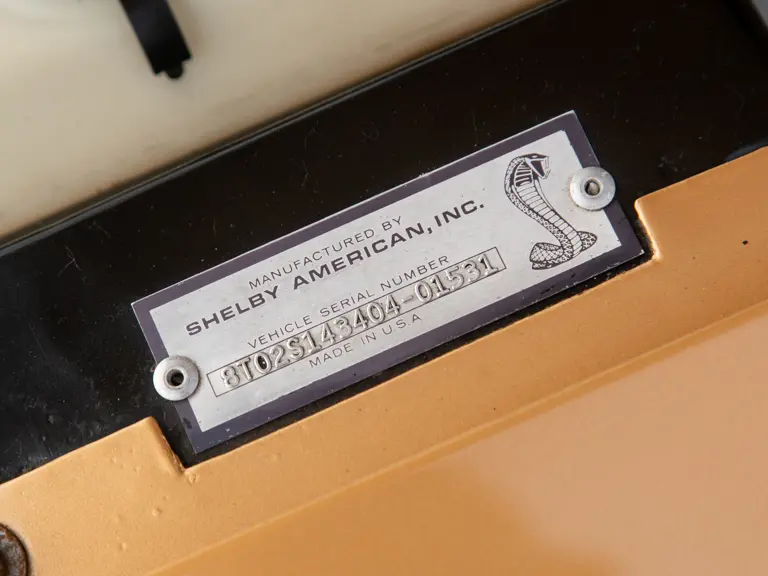 MANUFACTURED BY
SHELBY AMERICAN, INC.
VEHICLE SERIAL NUMBER
8T02S143404-01531
MADE IN U.S.A